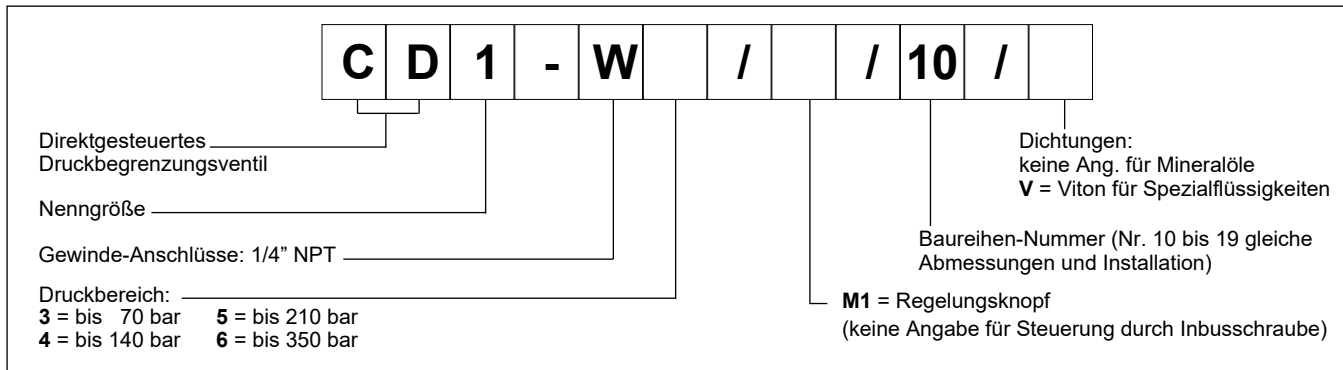 C D 1 - W / / 10 /
Direktgesteuertes
Druckbegrenzungsventil
Nenngröße
Gewinde-Anschlüsse: 1/4” NPT
Druckbereich:
3 = bis 70 bar 5 = bis 210 bar
4 = bis 140 bar 6 = bis 350 bar
Dichtungen:
keine Ang. für Mineralöle
V = Viton für Spezialflüssigkeiten
Baureihen-Nummer (Nr. 10 bis 19 gleiche
Abmessungen und Installation)
M1 = Regelungsknopf
(keine Angabe für Steuerung durch Inbusschraube)